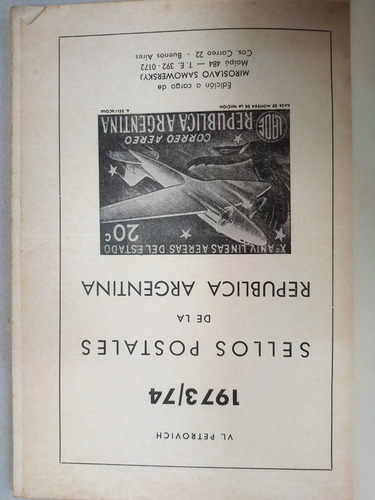 VL. PETROVICH
1973/74
SELLOS POSTALES
DE LA
REPUBLICA ARGENTINA
Xº ANIV. LINEAS AEREAS DEL ESTADO
20c
CORREO AEREO
REPUBLICA ARGENTINA
A. DELLACQUA
CASA DE MONEDA DE LA NACION
Edición a cargo de
MIROSLAVO SAMOWERSKYJ
Maipú 484 — T. E. 392 - 0172
Cas. Correo 22 - Buenos Aires